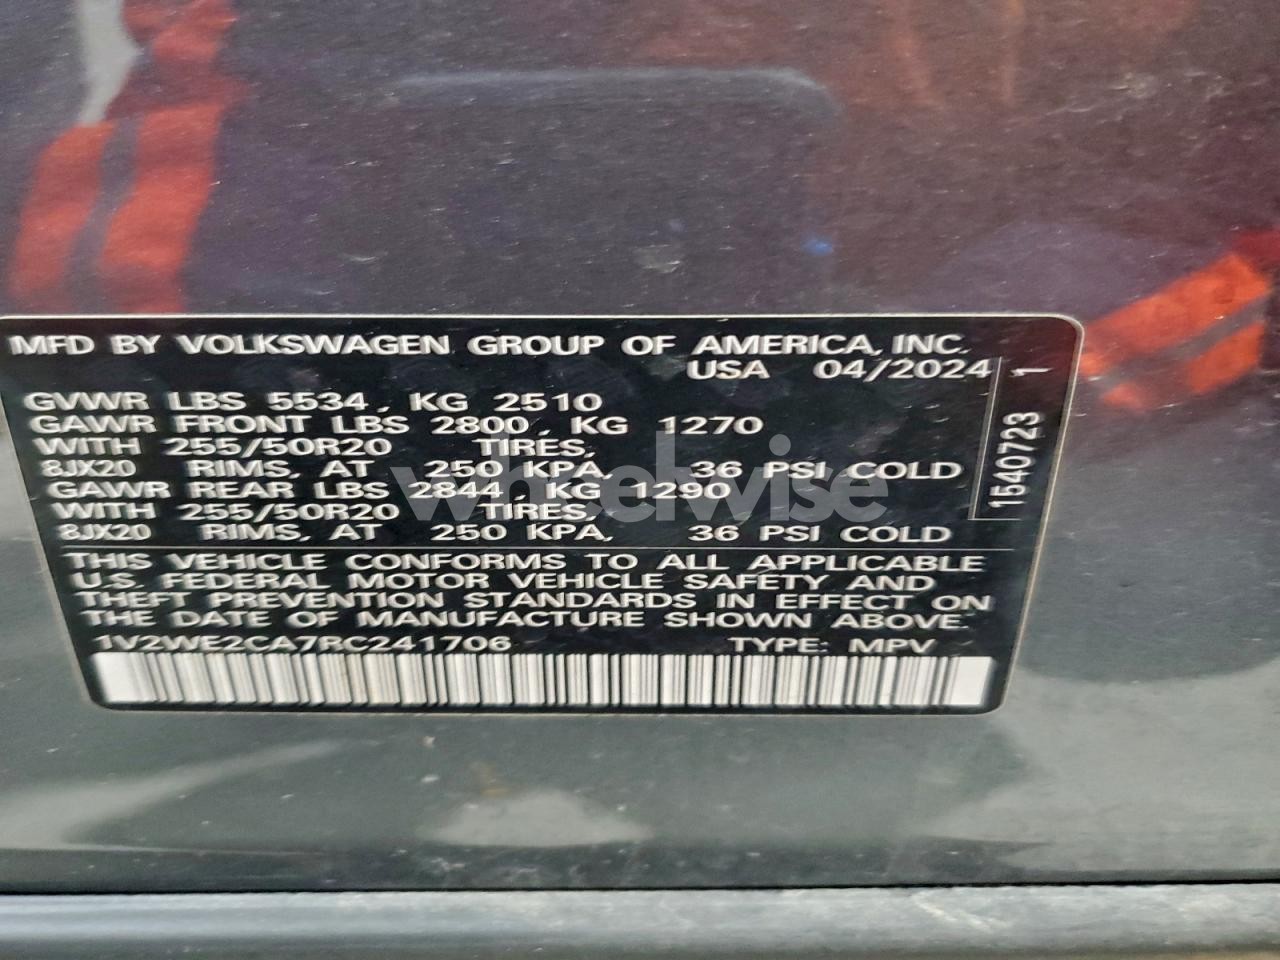 MFD BY VOLKSWAGEN GROUP OF AMERICA, INC.
USA 04/2024
GVWR LBS 5534, KG 2510
GAWR FRONT LBS 2800, KG 1270
WITH 255/50R20 TIRES,
8JX20 RIMS, AT 250 KPA, 36 PSI COLD
GAWR REAR LBS 2844, KG 1290
WITH 255/50R20 TIRES,
8JX20 RIMS, AT 250 KPA, 36 PSI COLD
THIS VEHICLE CONFORMS TO ALL APPLICABLE
U.S. FEDERAL MOTOR VEHICLE SAFETY AND
THEFT PREVENTION STANDARDS IN EFFECT ON
THE DATE OF MANUFACTURE SHOWN ABOVE.
1V2WE2CA7RC241706 TYPE: MPV
1540723 1
wheelwise